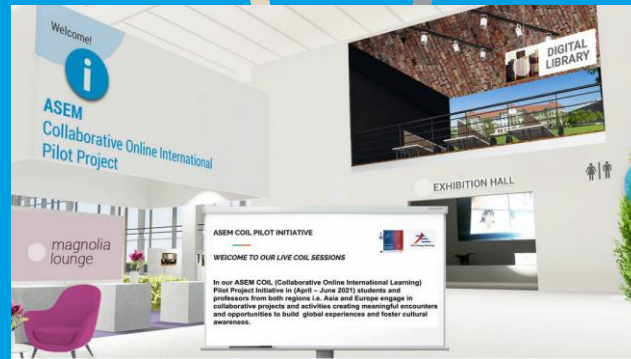 Welcome!
i
ASEM
Collaborative Online International
Pilot Project
DIGITAL
LIBRARY
EXHIBITION HALL
magnolia
lounge
ASEM COIL PILOT INITIATIVE
WELCOME TO OUR LIVE COIL SESSIONS
In our ASEM COIL (Collaborative Online International Learning)
Pilot Project Initiative in (April – June 2021) students and
professors from both regions i.e. Asia and Europe engage in
collaborative projects and activities creating meaningful encounters
and opportunities to build global experiences and foster cultural
awareness.